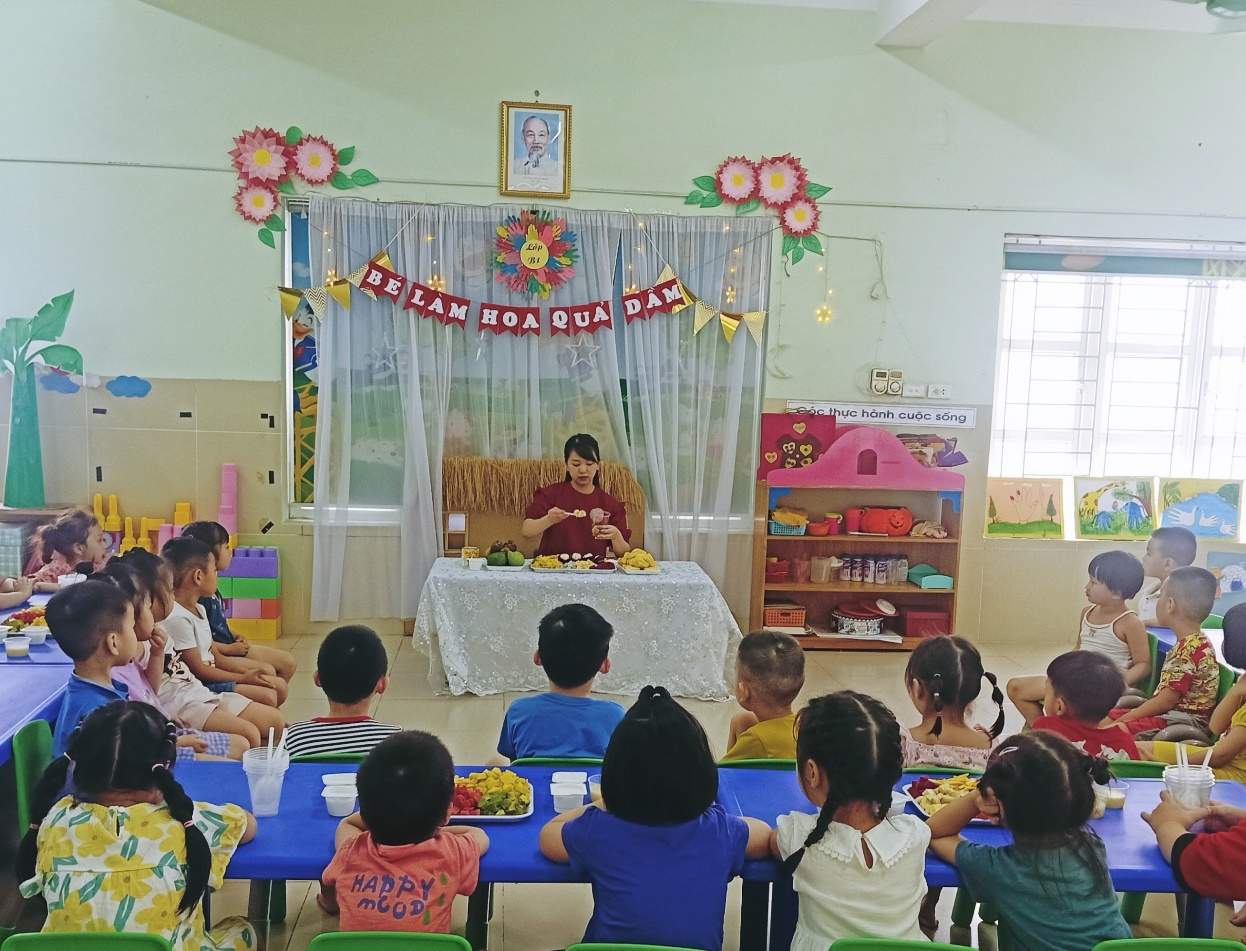 Lớp
B1
BÉ LÀM HOA QUẢ DẦM
Góc thực hành cuộc sống
HAPPY
MOOD